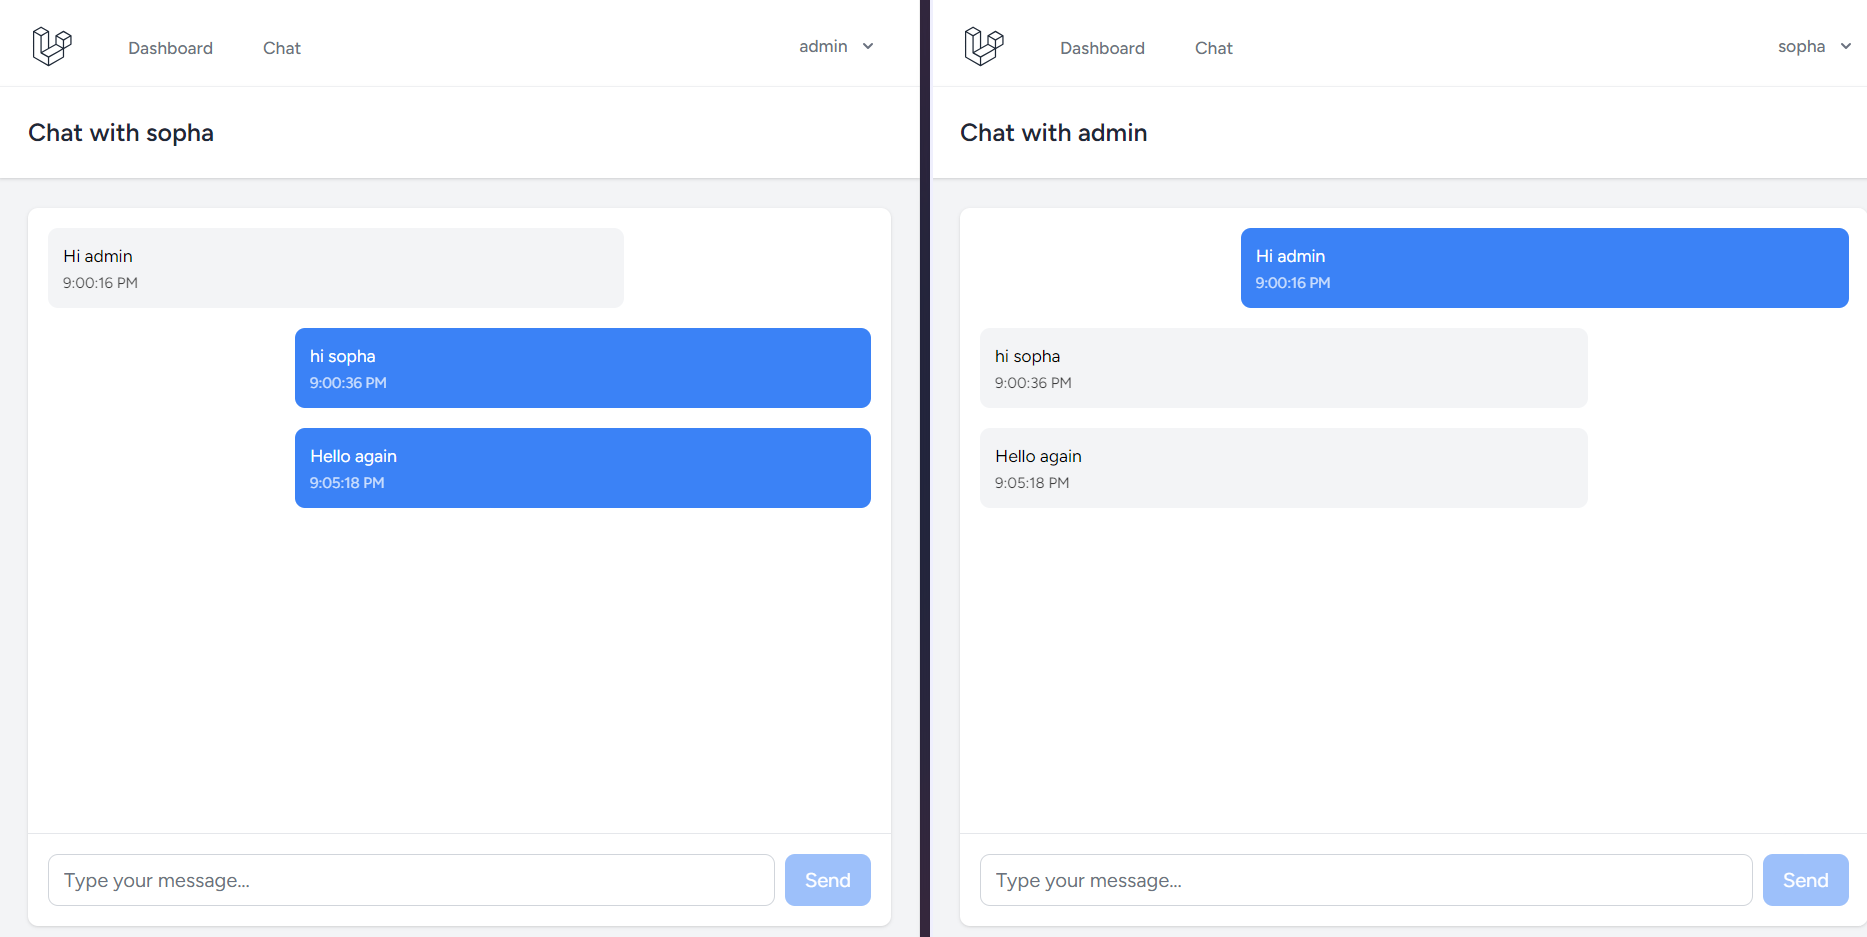 Dashboard Chat admin
Chat with sopha
Hi admin
9:00:16 PM
hi sopha
9:00:36 PM
Hello again
9:05:18 PM
Type your message...
Send
Dashboard Chat sopha
Chat with admin
Hi admin
9:00:16 PM
hi sopha
9:00:36 PM
Hello again
9:05:18 PM
Type your message...
Send